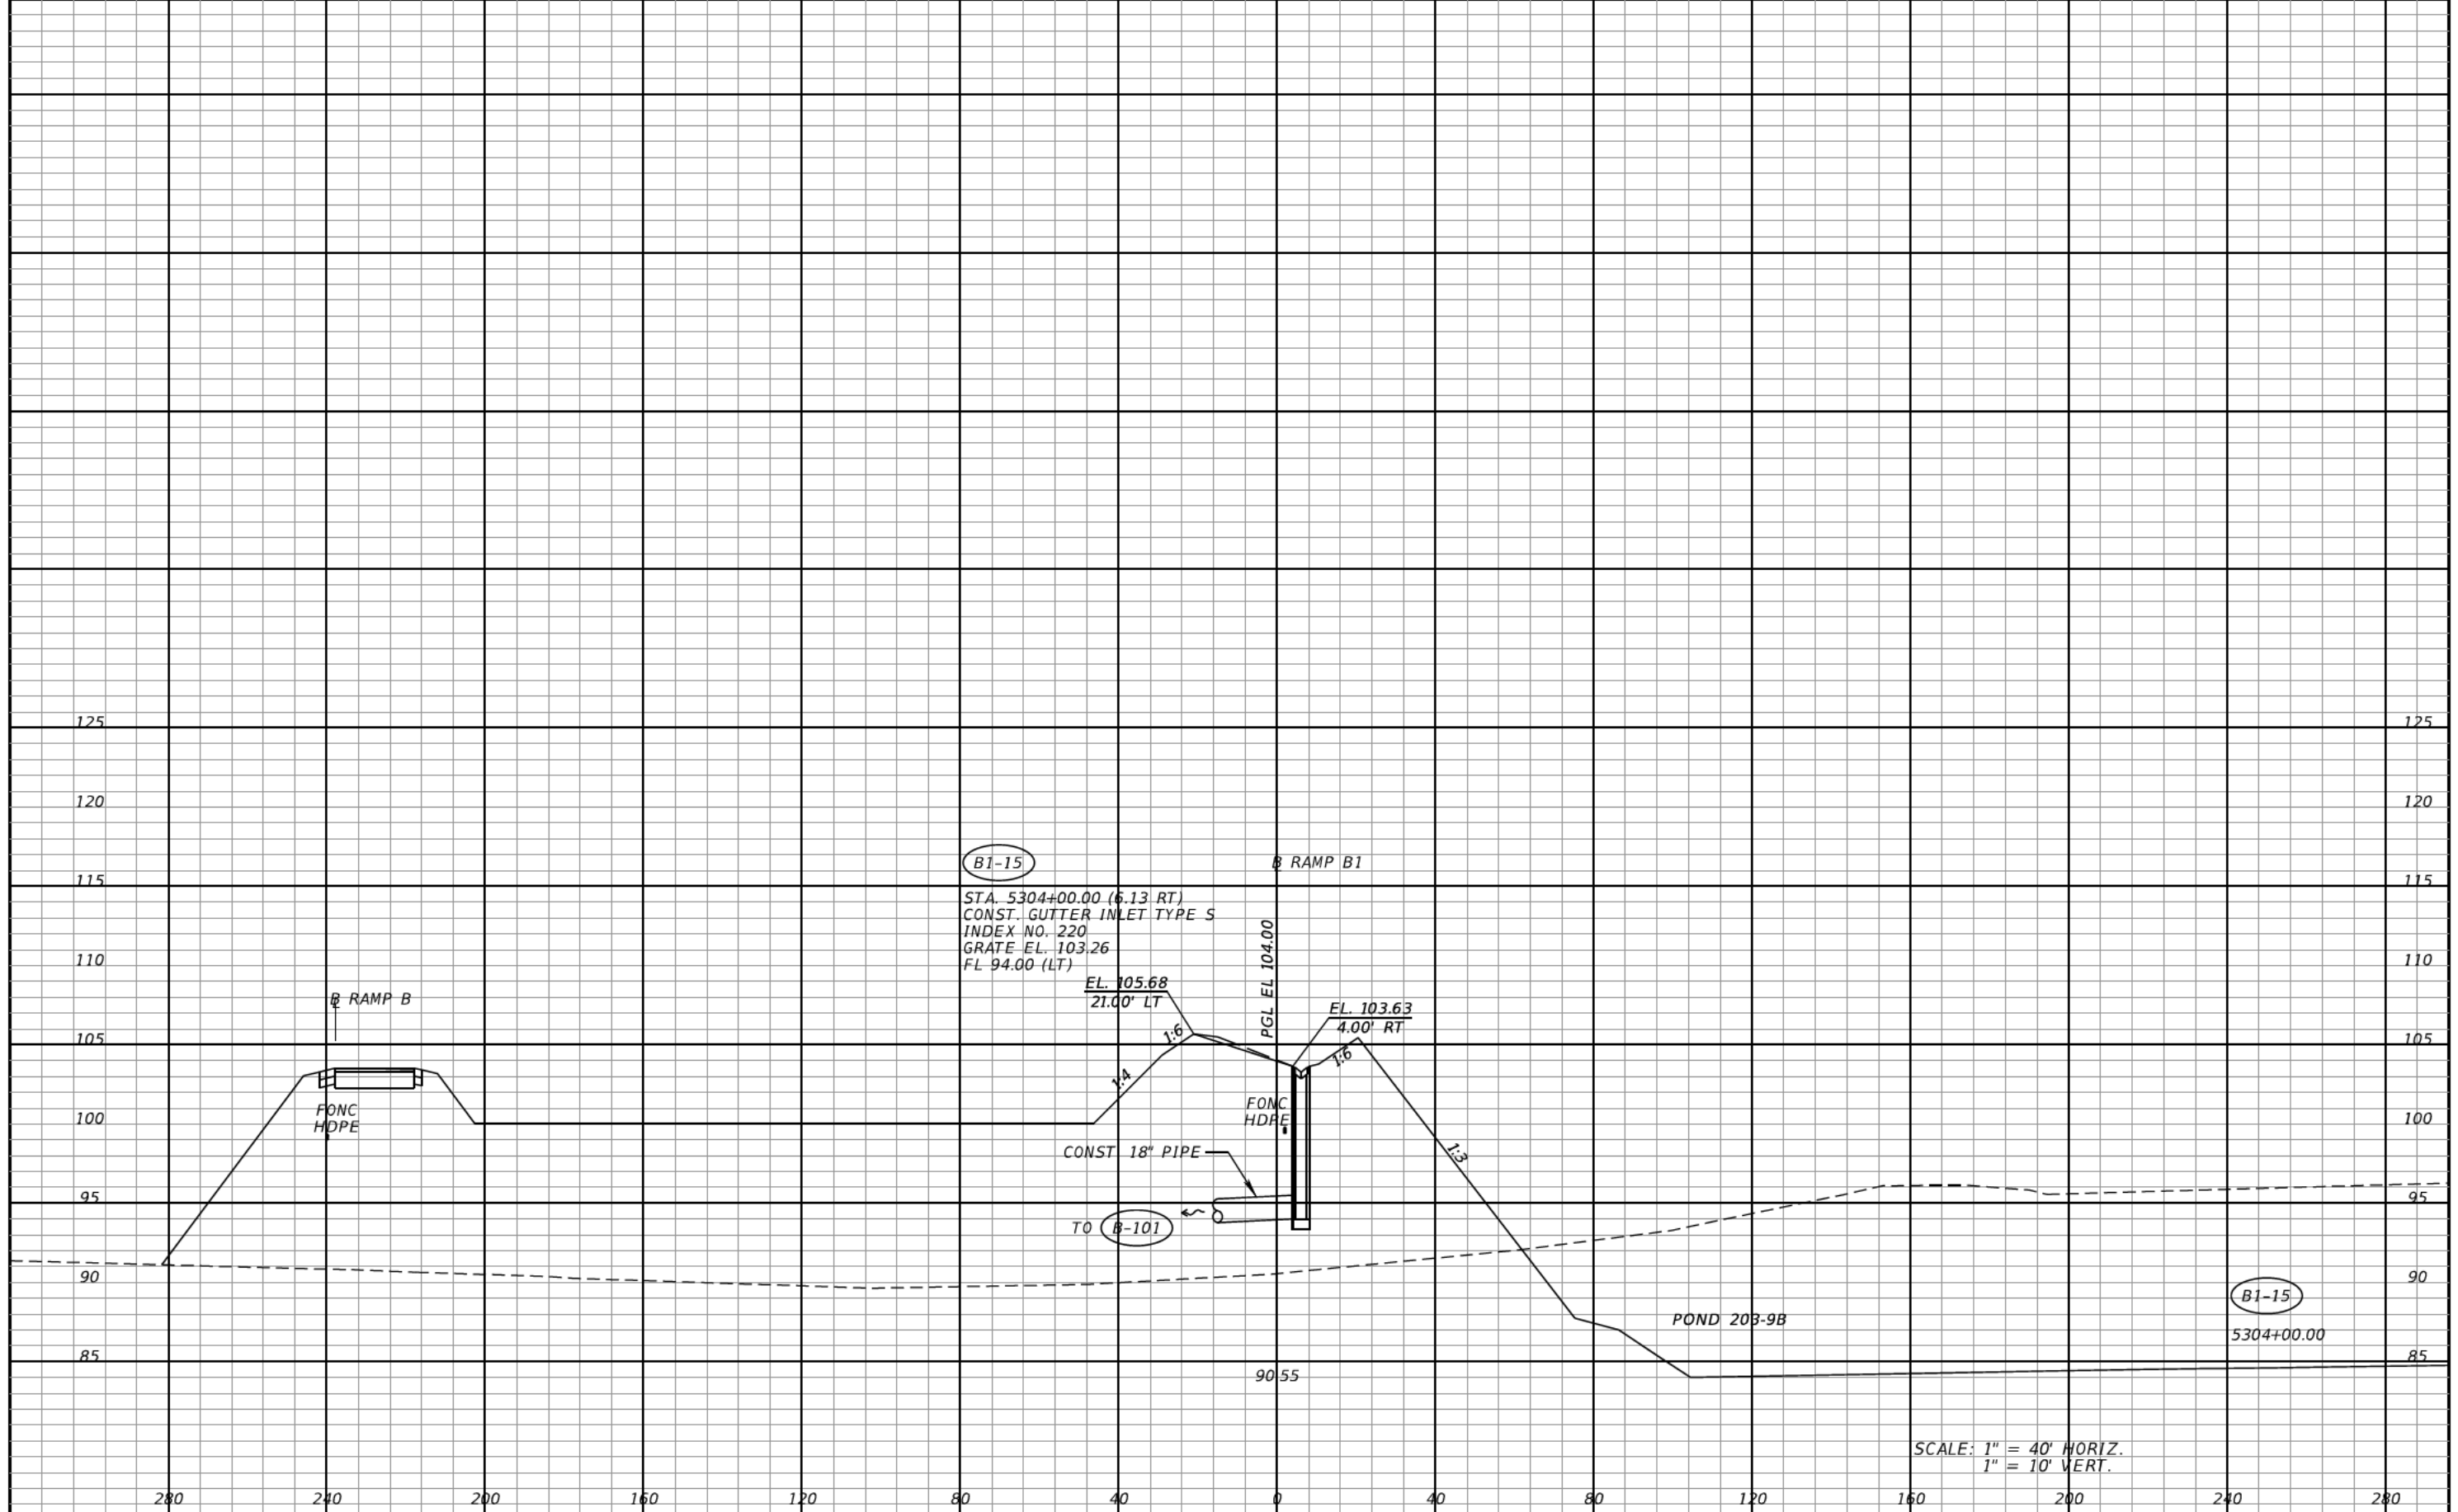 125 125
120 120
B1-15
B RAMP B1
115 115
STA. 5304+00.00 (6.13 RT)
CONST. GUTTER INLET TYPE S
INDEX NO. 220
GRATE EL. 103.26
FL 94.00 (LT)
PGL EL 104.00
110 110
EL. 105.68
21.00' LT
B RAMP B
EL. 103.63
4.00' RT
105 105
1:6
1:6
1:4
FONC
HDPE
FONC
HDPE
100 100
CONST 18" PIPE
1:3
95 95
TO B-101
90 90
B1-15
POND 203-9B
5304+00.00
85 85
90.55
SCALE: 1" = 40' HORIZ.
1" = 10' VERT.
280 240 200 160 120 80 40 0 40 80 120 160 200 240 280